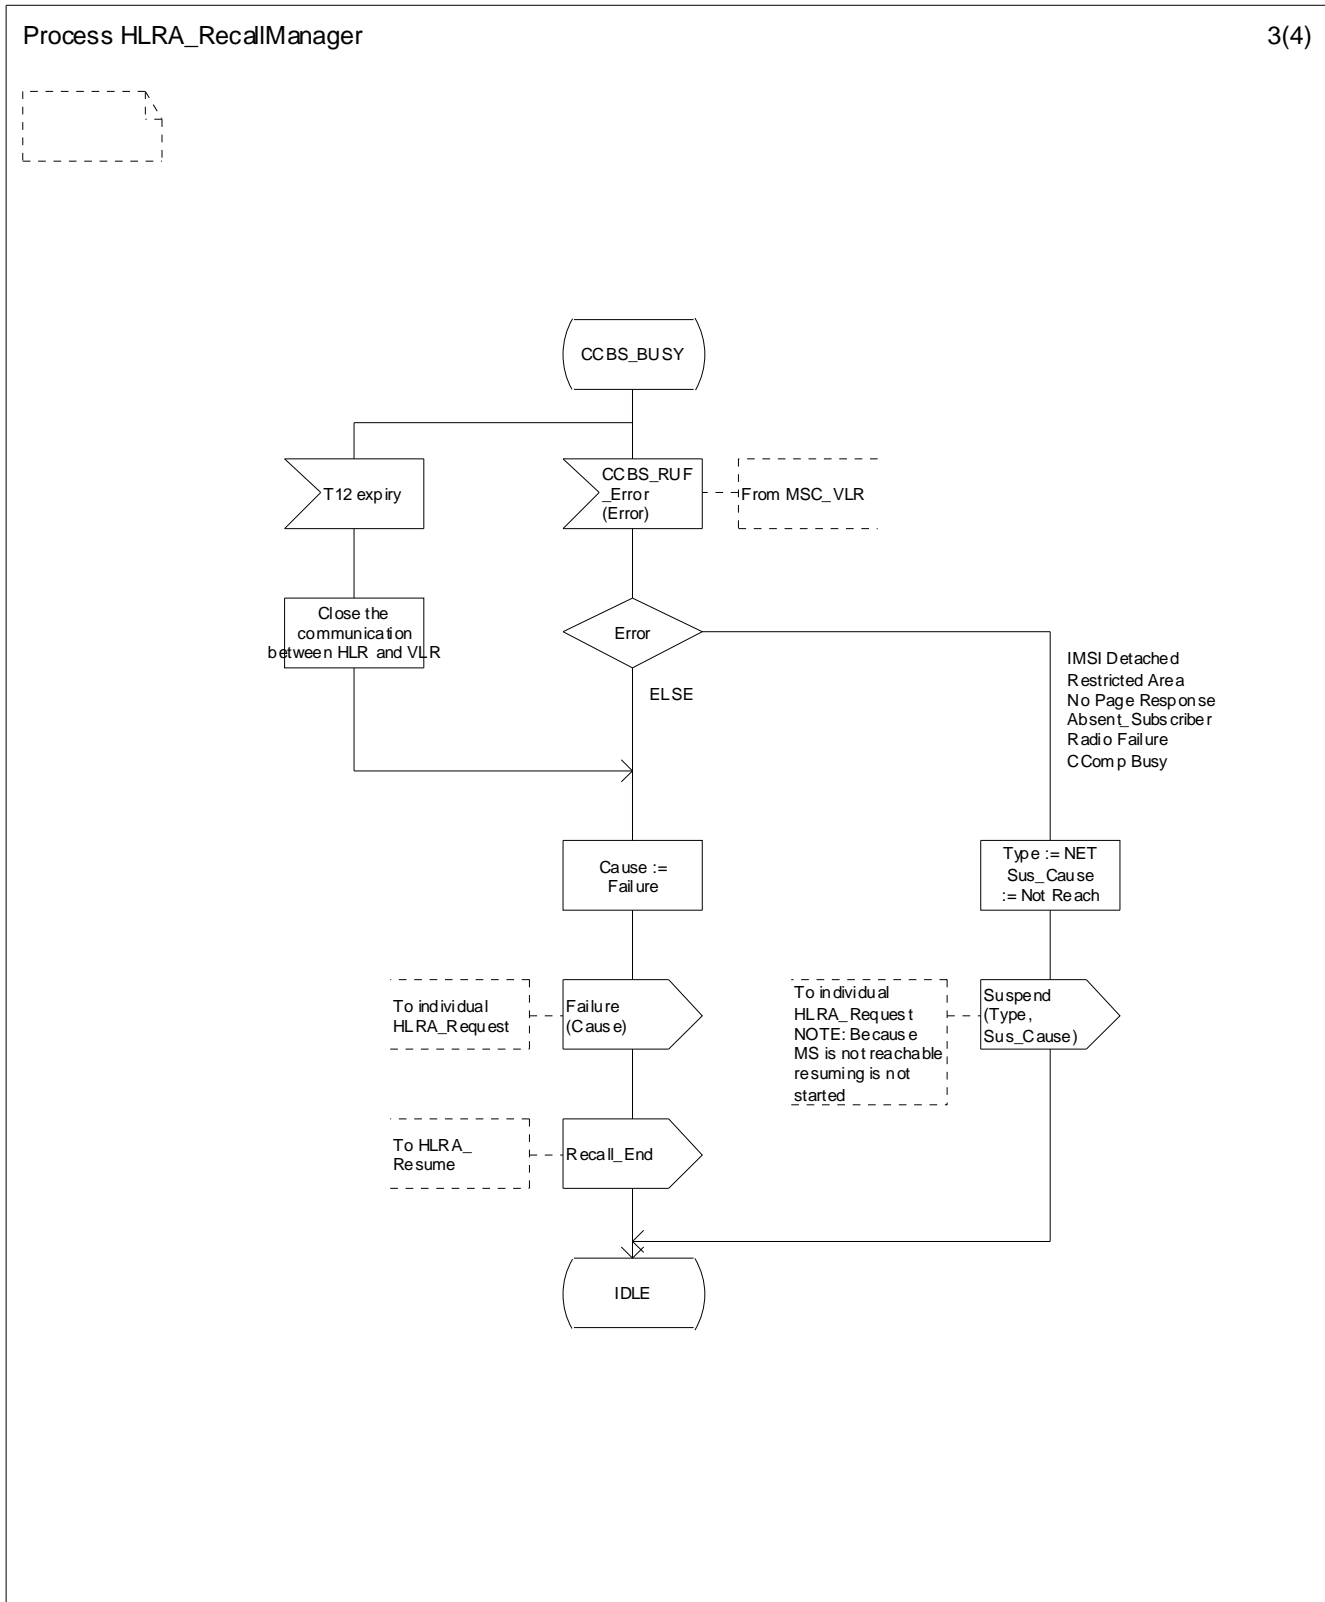 Process HLRA_RecallManager
3(4)
CCBS_BUSY
T12 expiry
CCBS_RUF
_Error
(Error)
From MSC_VLR
Close the
communication
between HLR and VLR
Error
ELSE
IMSI Detached
Restricted Area
No Page Response
Absent_Subscriber
Radio Failure
CComp Busy
Cause :=
Failure
Type := NET
Sus_Cause
:= Not Reach
To individual
HLRA_Request
Failure
(Cause)
To individual
HLRA_Request
NOTE: Because
MS is not reachable
resuming is not
started
Suspend
(Type,
Sus_Cause)
To HLRA_
Resume
Recall_End
IDLE